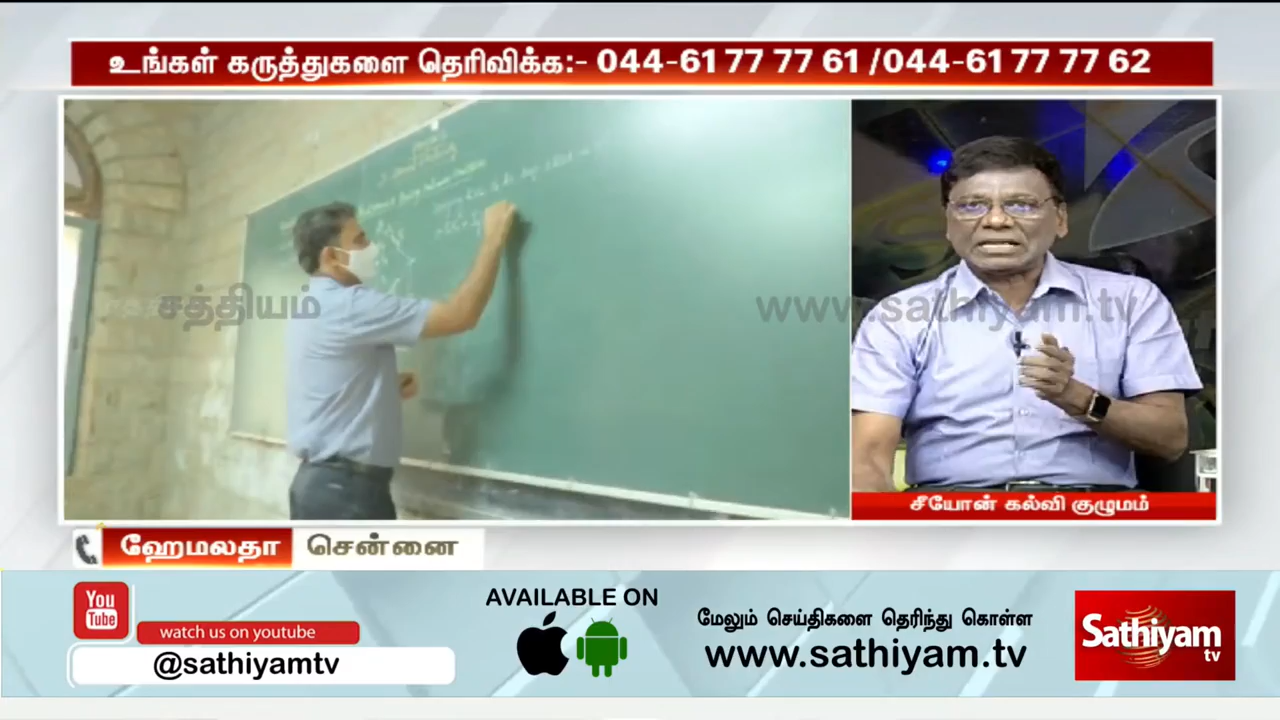 உங்கள் கருத்துகளை தெரிவிக்க:- 044-61 77 77 61 /044-61 77 77 62
சத்தியம்
www.sathiyam.tv
சீயோன் கல்வி குழுமம்
ஹேமலதா சென்னை
You
Tube
watch us on youtube
@sathiyamtv
AVAILABLE ON
மேலும் செய்திகளை தெரிந்து கொள்ள
www.sathiyam.tv
Sathiyam
tv